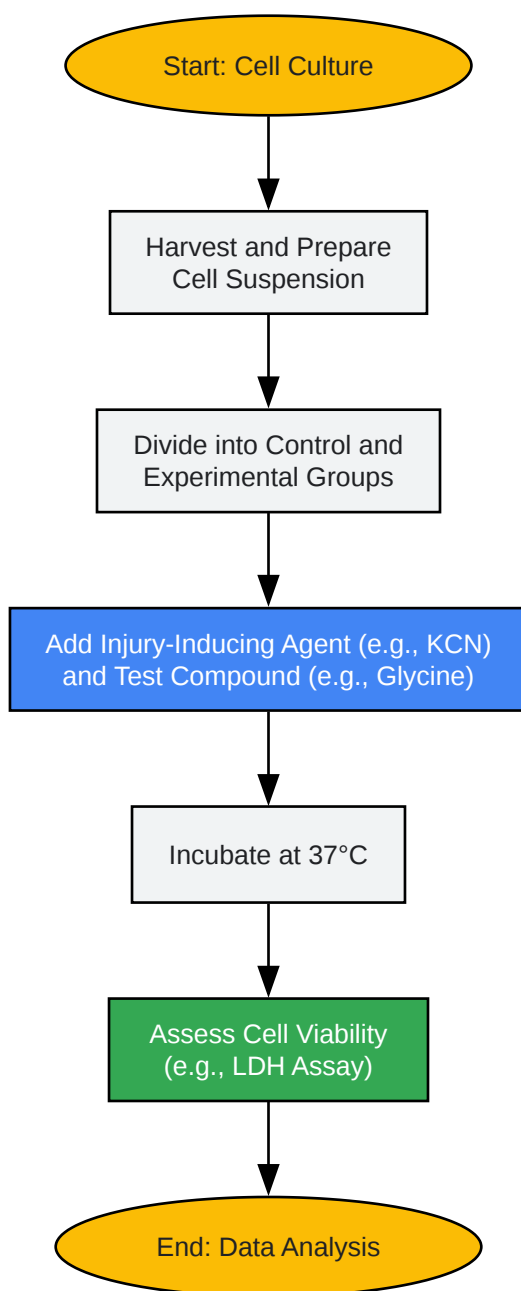 Start: Cell Culture
Harvest and Prepare
Cell Suspension
Divide into Control and
Experimental Groups
Add Injury-Inducing Agent (e.g., KCN)
and Test Compound (e.g., Glycine)
Incubate at 37°C
Assess Cell Viability
(e.g., LDH Assay)
End: Data Analysis